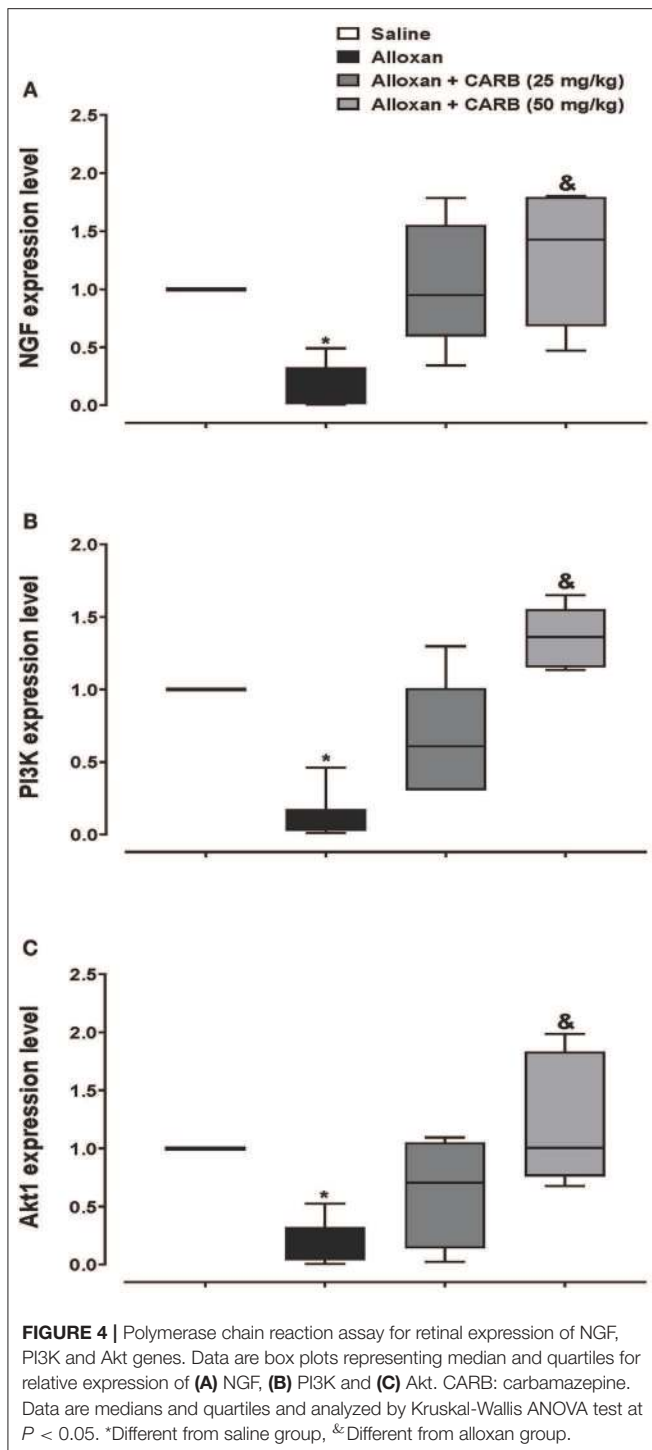 Saline
Alloxan
Alloxan + CARB (25 mg/kg)
Alloxan + CARB (50 mg/kg)
A
NGF expression level
2.5
2.0
1.5
1.0
0.5
0.0
*
&
B
PI3K expression level
2.0
1.5
1.0
0.5
0.0
*
&
C
Akt1 expression level
2.5
2.0
1.5
1.0
0.5
0.0
*
&
FIGURE 4 | Polymerase chain reaction assay for retinal expression of NGF,
PI3K and Akt genes. Data are box plots representing median and quartiles for
relative expression of (A) NGF, (B) PI3K and (C) Akt. CARB: carbamazepine.
Data are medians and quartiles and analyzed by Kruskal-Wallis ANOVA test at
P < 0.05. *Different from saline group, &Different from alloxan group.